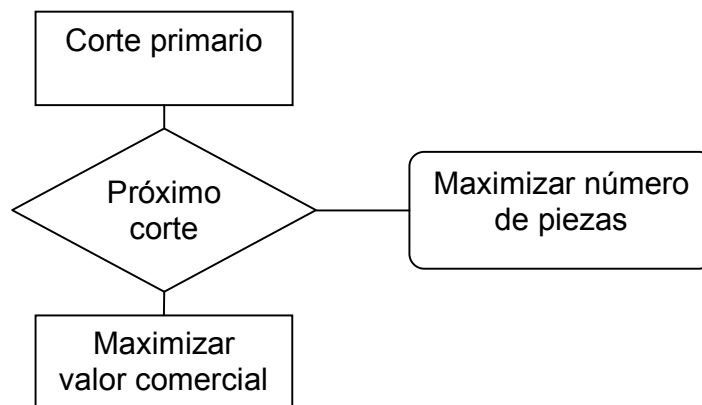 Corte primario
Próximo
corte
Maximizar número
de piezas
Maximizar
valor comercial